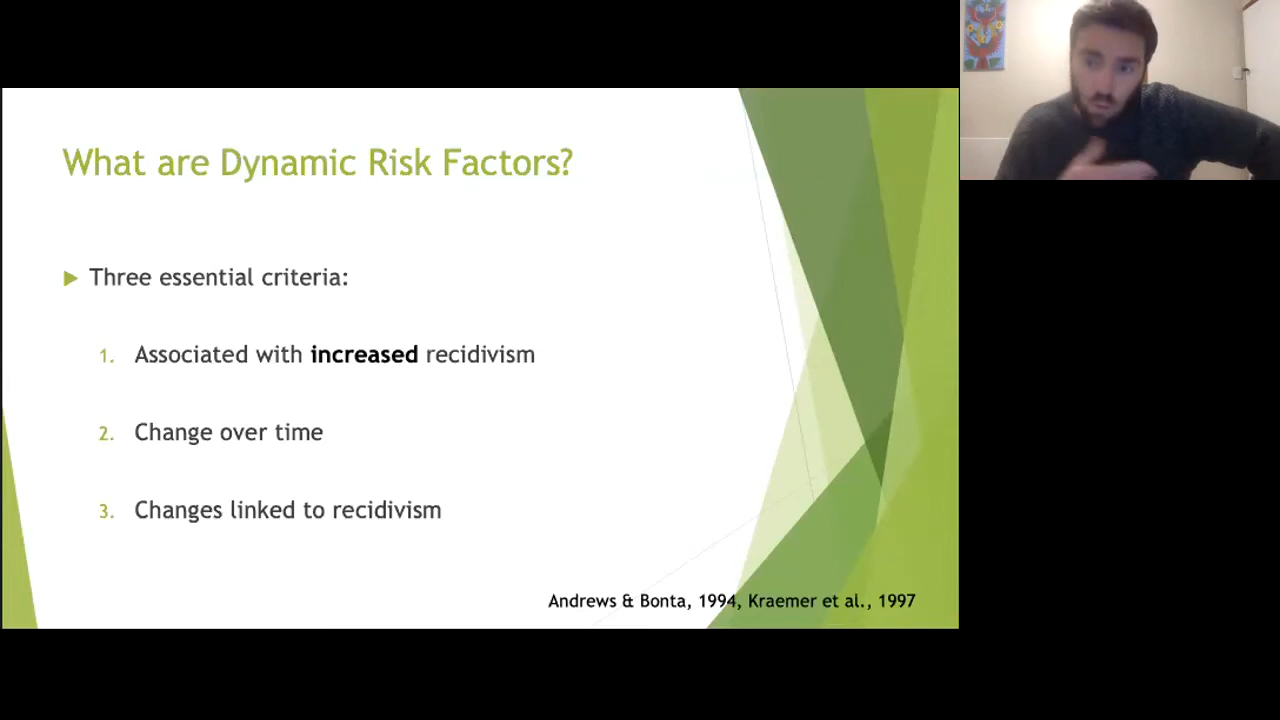 What are Dynamic Risk Factors?
Three essential criteria:
1. Associated with increased recidivism
2. Change over time
3. Changes linked to recidivism
Andrews & Bonta, 1994, Kraemer et al., 1997